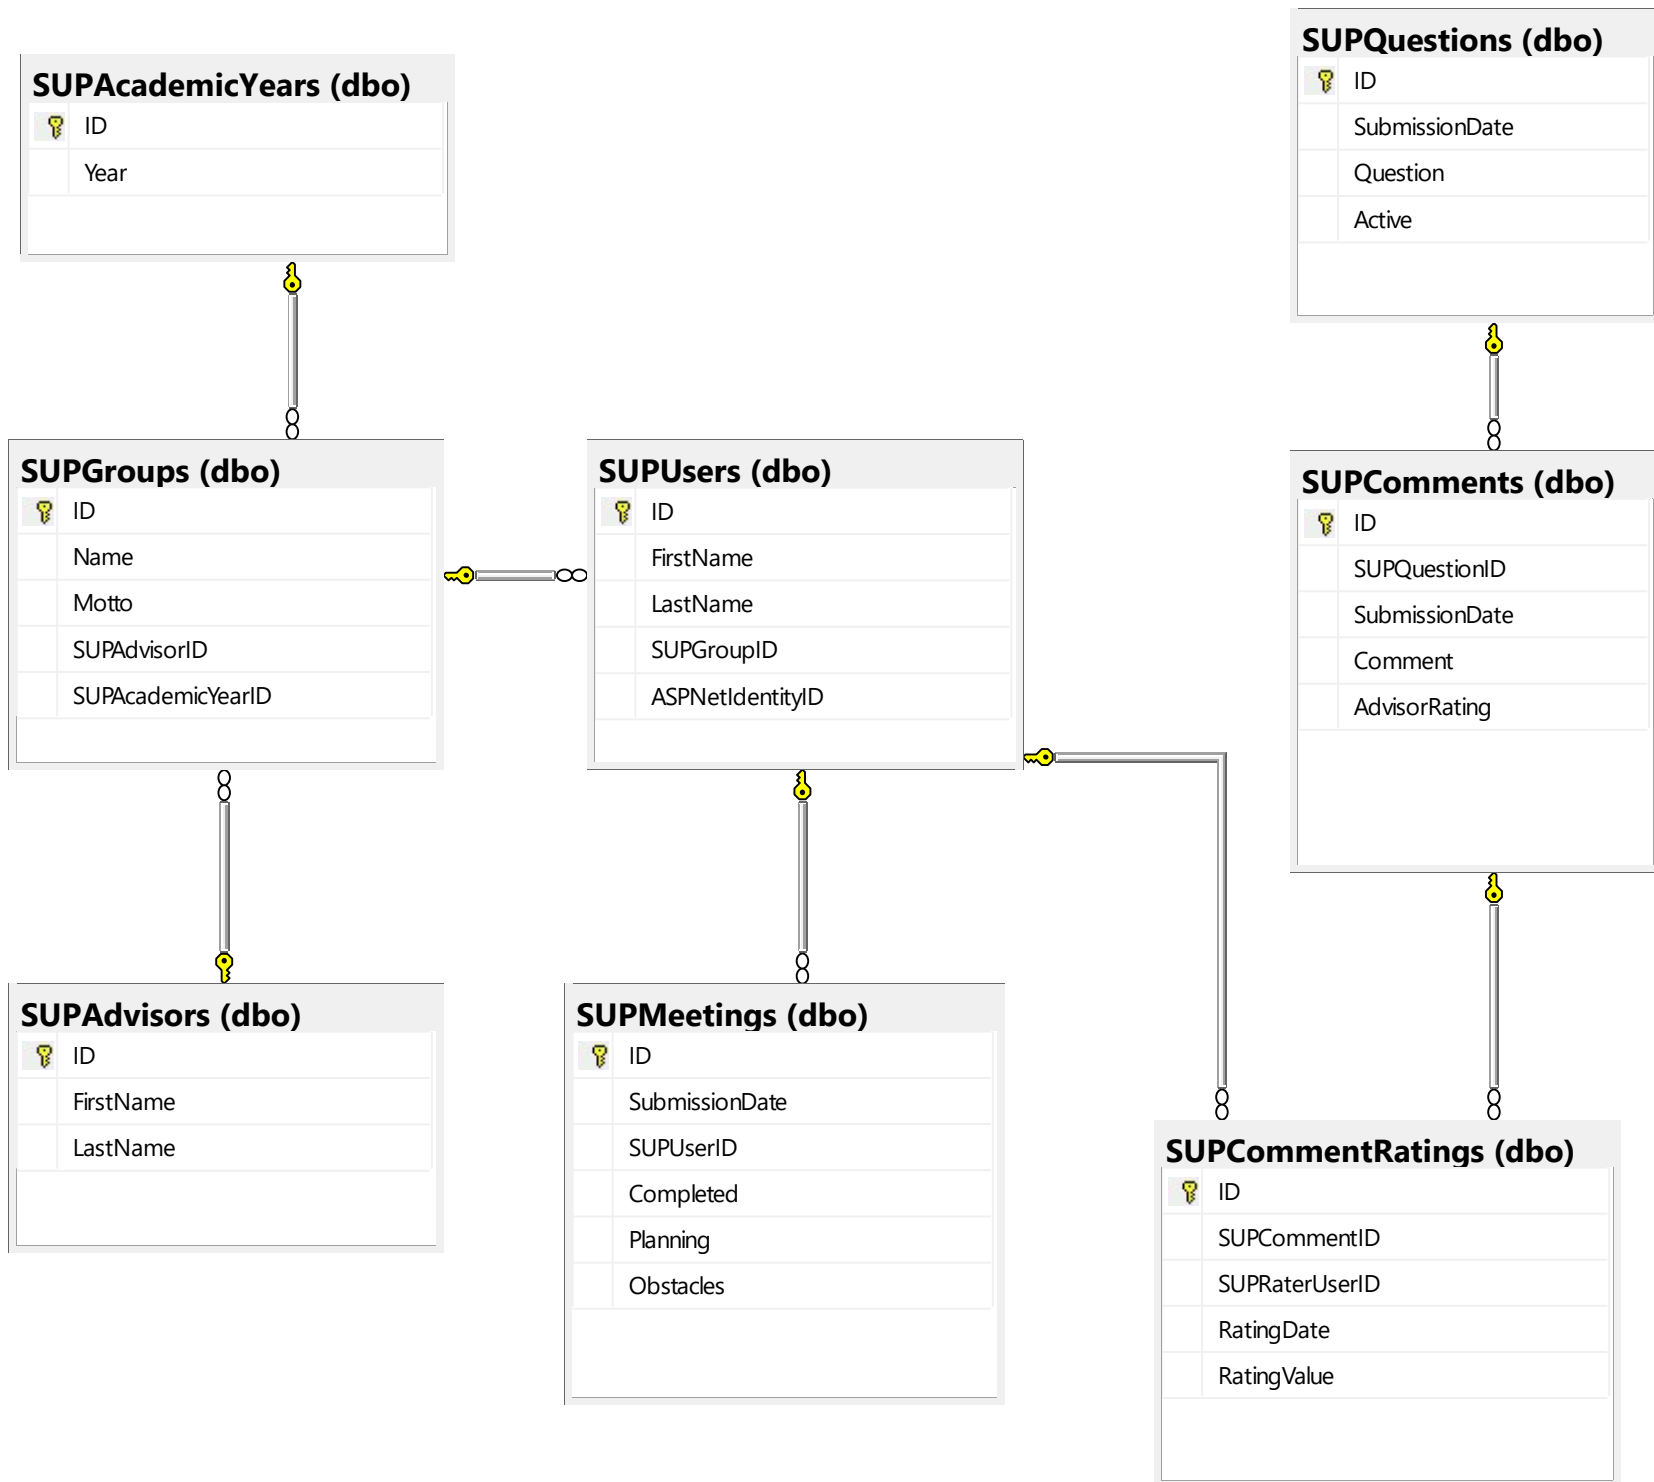 SUPAcademicYears (dbo)
ID
Year
SUPQuestions (dbo)
ID
SubmissionDate
Question
Active
SUPGroups (dbo)
ID
Name
Motto
SUPAdvisorID
SUPAcademicYearID
SUPUsers (dbo)
ID
FirstName
LastName
SUPGroupID
ASPNetIdentityID
SUPComments (dbo)
ID
SUPQuestionID
SubmissionDate
Comment
AdvisorRating
SUPAdvisors (dbo)
ID
FirstName
LastName
SUPMeetings (dbo)
ID
SubmissionDate
SUPUserID
Completed
Planning
Obstacles
SUPCommentRatings (dbo)
ID
SUPCommentID
SUPRaterUserID
RatingDate
RatingValue